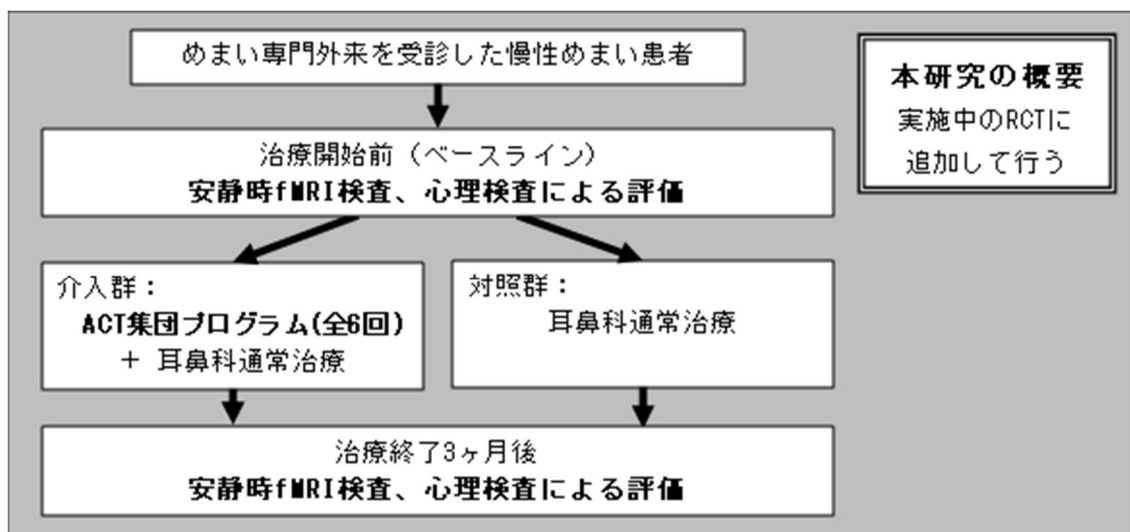 めまい専門外来を受診した慢性めまい患者
本研究の概要
実施中のRCTに
追加して行う
治療開始前（ベースライン）
安静時fMRI検査、心理検査による評価
介入群：
ACT集団プログラム(全6回)
＋ 耳鼻科通常治療
対照群：
耳鼻科通常治療
治療終了3ヶ月後
安静時fMRI検査、心理検査による評価